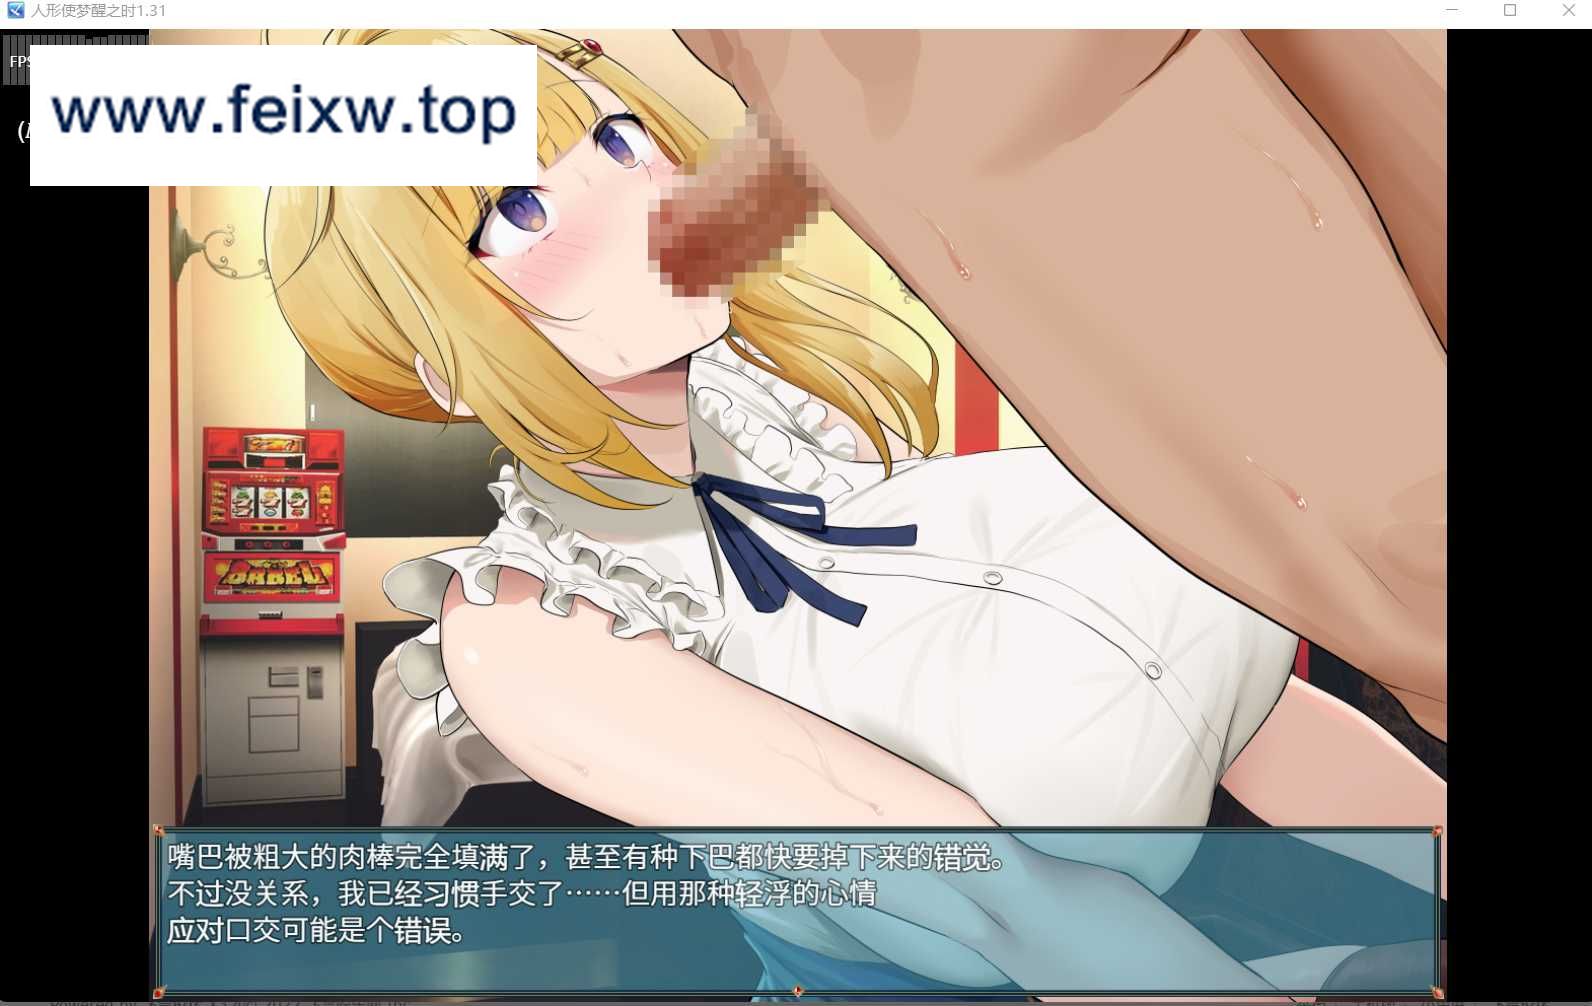 人形使梦醒之时1.31
FPS
www.feixw.top
BABEL
嘴巴被粗大的肉棒完全填满了，甚至有种下巴都快要掉下来的错觉。
不过没关系，我已经习惯手交了……但用那种轻浮的心情
应对口交可能是个错误。